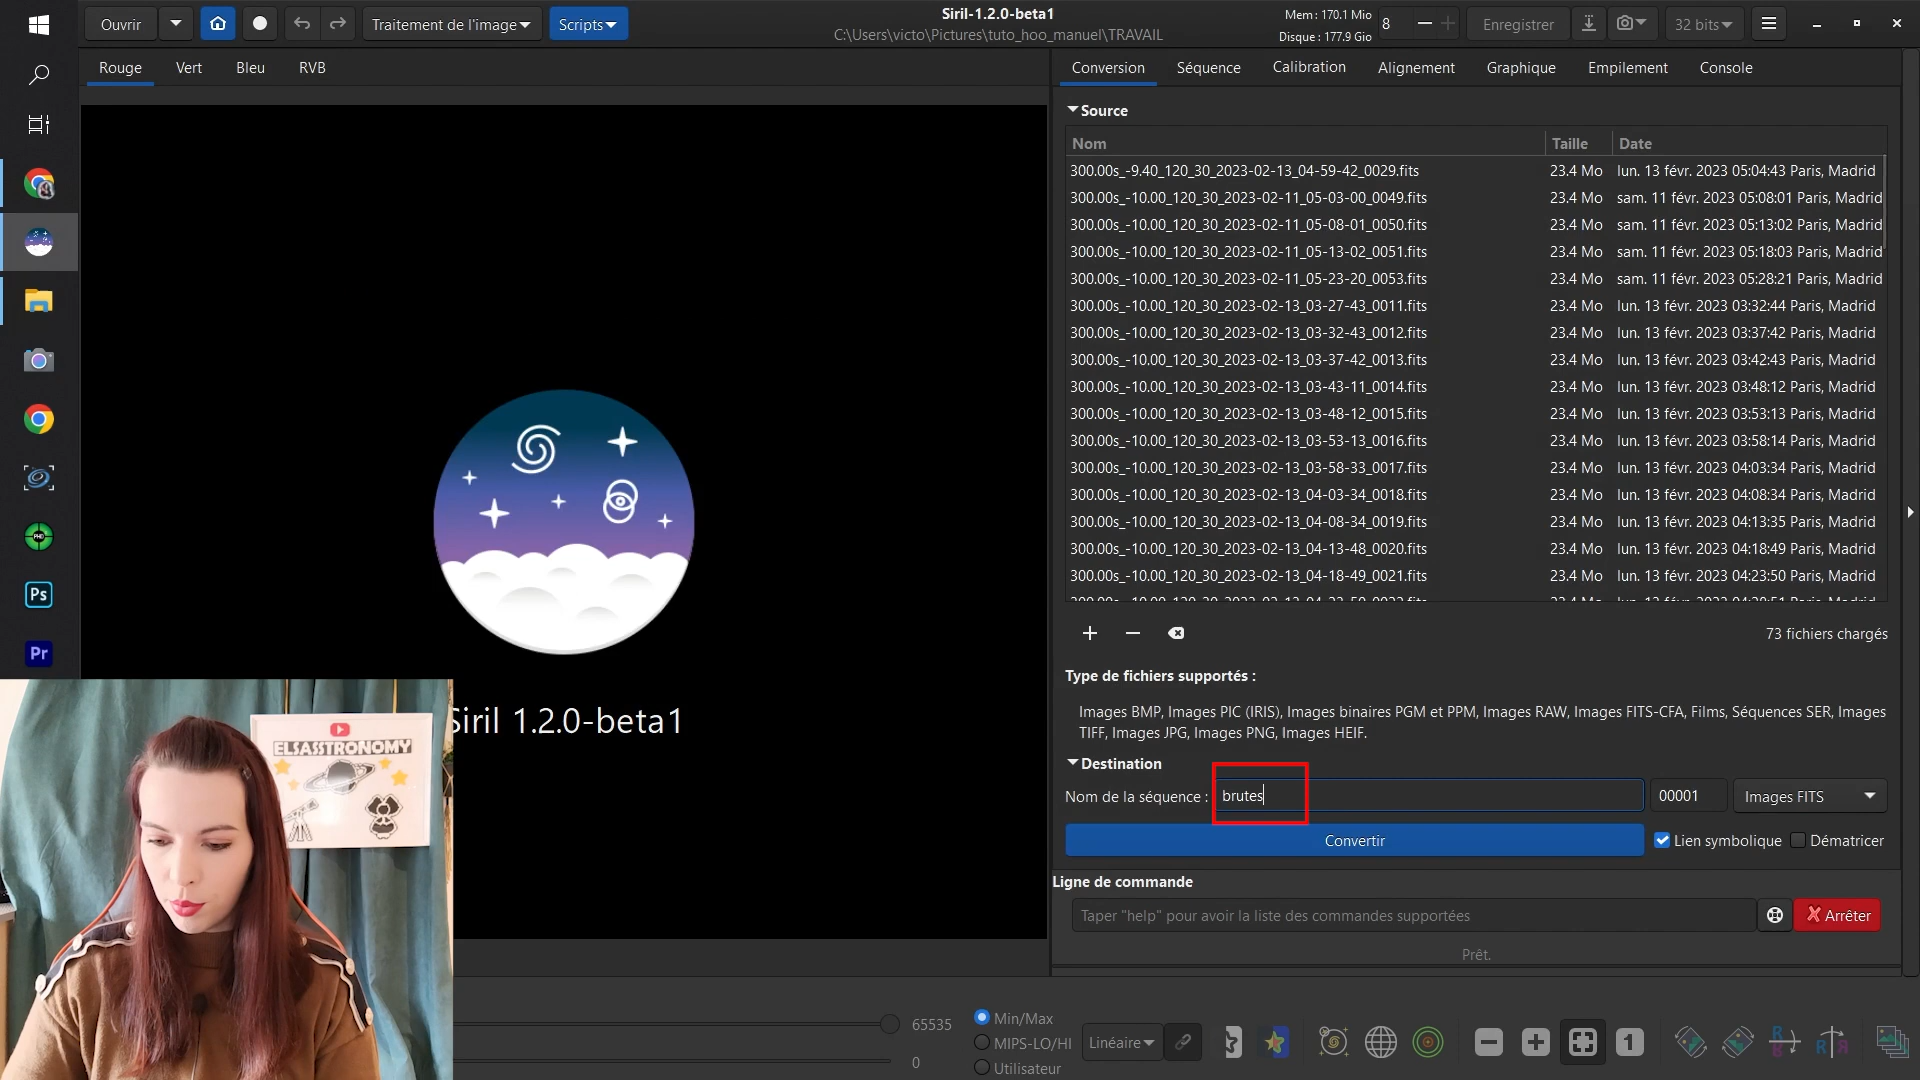 Ouvrir
Traitement de l'image
Scripts
Siril-1.2.0-beta1
C:\Users\victo\Pictures\tuto_hoo_manuel\TRAVAIL
Mem : 170.1 Mio
Disque : 177.9 Gio
8
Enregistrer
32 bits
Rouge
Vert
Bleu
RVB
Conversion
Séquence
Calibration
Alignement
Graphique
Empilement
Console
Source
Nom Taille Date
300.00s_-9.40_120_30_2023-02-13_04-59-42_0029.fits 23.4 Mo lun. 13 févr. 2023 05:04:43 Paris, Madrid
300.00s_-10.00_120_30_2023-02-11_05-03-00_0049.fits 23.4 Mo sam. 11 févr. 2023 05:08:01 Paris, Madrid
300.00s_-10.00_120_30_2023-02-11_05-08-01_0050.fits 23.4 Mo sam. 11 févr. 2023 05:13:02 Paris, Madrid
300.00s_-10.00_120_30_2023-02-11_05-13-02_0051.fits 23.4 Mo sam. 11 févr. 2023 05:18:03 Paris, Madrid
300.00s_-10.00_120_30_2023-02-11_05-23-20_0053.fits 23.4 Mo sam. 11 févr. 2023 05:28:21 Paris, Madrid
300.00s_-10.00_120_30_2023-02-13_03-27-43_0011.fits 23.4 Mo lun. 13 févr. 2023 03:32:44 Paris, Madrid
300.00s_-10.00_120_30_2023-02-13_03-32-43_0012.fits 23.4 Mo lun. 13 févr. 2023 03:37:42 Paris, Madrid
300.00s_-10.00_120_30_2023-02-13_03-37-42_0013.fits 23.4 Mo lun. 13 févr. 2023 03:42:43 Paris, Madrid
300.00s_-10.00_120_30_2023-02-13_03-43-11_0014.fits 23.4 Mo lun. 13 févr. 2023 03:48:12 Paris, Madrid
300.00s_-10.00_120_30_2023-02-13_03-48-12_0015.fits 23.4 Mo lun. 13 févr. 2023 03:53:13 Paris, Madrid
300.00s_-10.00_120_30_2023-02-13_03-53-13_0016.fits 23.4 Mo lun. 13 févr. 2023 03:58:14 Paris, Madrid
300.00s_-10.00_120_30_2023-02-13_03-58-33_0017.fits 23.4 Mo lun. 13 févr. 2023 04:03:34 Paris, Madrid
300.00s_-10.00_120_30_2023-02-13_04-03-34_0018.fits 23.4 Mo lun. 13 févr. 2023 04:08:34 Paris, Madrid
300.00s_-10.00_120_30_2023-02-13_04-08-34_0019.fits 23.4 Mo lun. 13 févr. 2023 04:13:35 Paris, Madrid
300.00s_-10.00_120_30_2023-02-13_04-13-48_0020.fits 23.4 Mo lun. 13 févr. 2023 04:18:49 Paris, Madrid
300.00s_-10.00_120_30_2023-02-13_04-18-49_0021.fits 23.4 Mo lun. 13 févr. 2023 04:23:50 Paris, Madrid
73 fichiers chargés
Type de fichiers supportés :
Images BMP, Images PIC (IRIS), Images binaires PGM et PPM, Images RAW, Images FITS-CFA, Films, Séquences SER, Images
TIFF, Images JPG, Images PNG, Images HEIF.
Destination
Nom de la séquence : brutes 00001 Images FITS
Convertir
Lien symbolique
Dématricer
Ligne de commande
Taper "help" pour avoir la liste des commandes supportées
Arrêter
Prêt.
Siril 1.2.0-beta1
ELSASSTRONOMY
Ps
Pr
PHD
65535
0
Min/Max
MIPS-LO/HI
Utilisateur
Linéaire
1